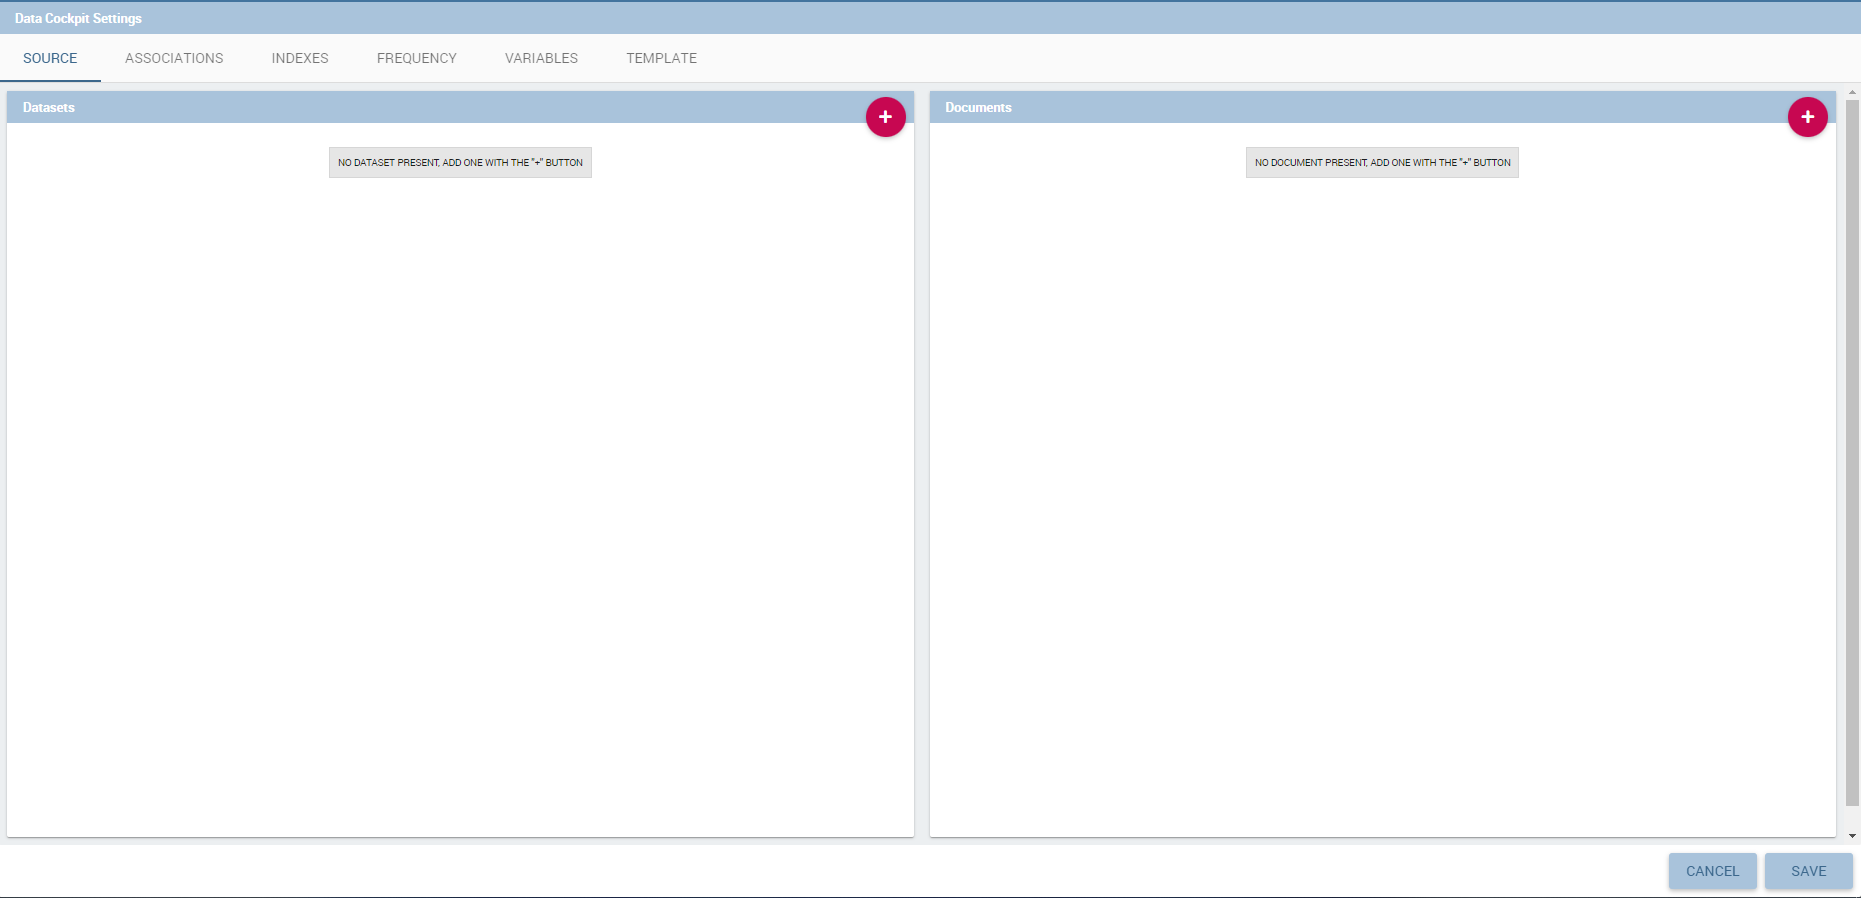 Data Cockpit Settings
SOURCE ASSOCIATIONS INDEXES FREQUENCY VARIABLES TEMPLATE
Datasets
+
NO DATASET PRESENT, ADD ONE WITH THE "+" BUTTON
Documents
+
NO DOCUMENT PRESENT, ADD ONE WITH THE "+" BUTTON
CANCEL SAVE